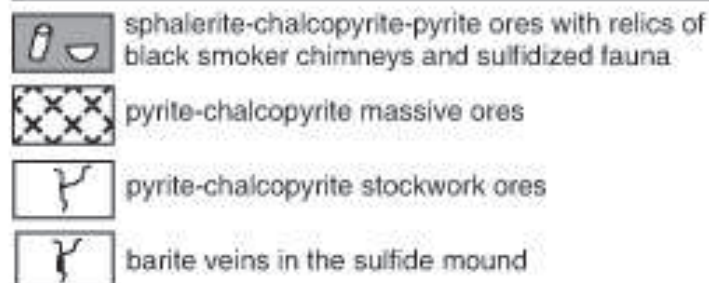 sphalerite-chalcopyrite-pyrite ores with relics of
black smoker chimneys and sulfidized fauna
pyrite-chalcopyrite massive ores
pyrite-chalcopyrite stockwork ores
barite veins in the sulfide mound